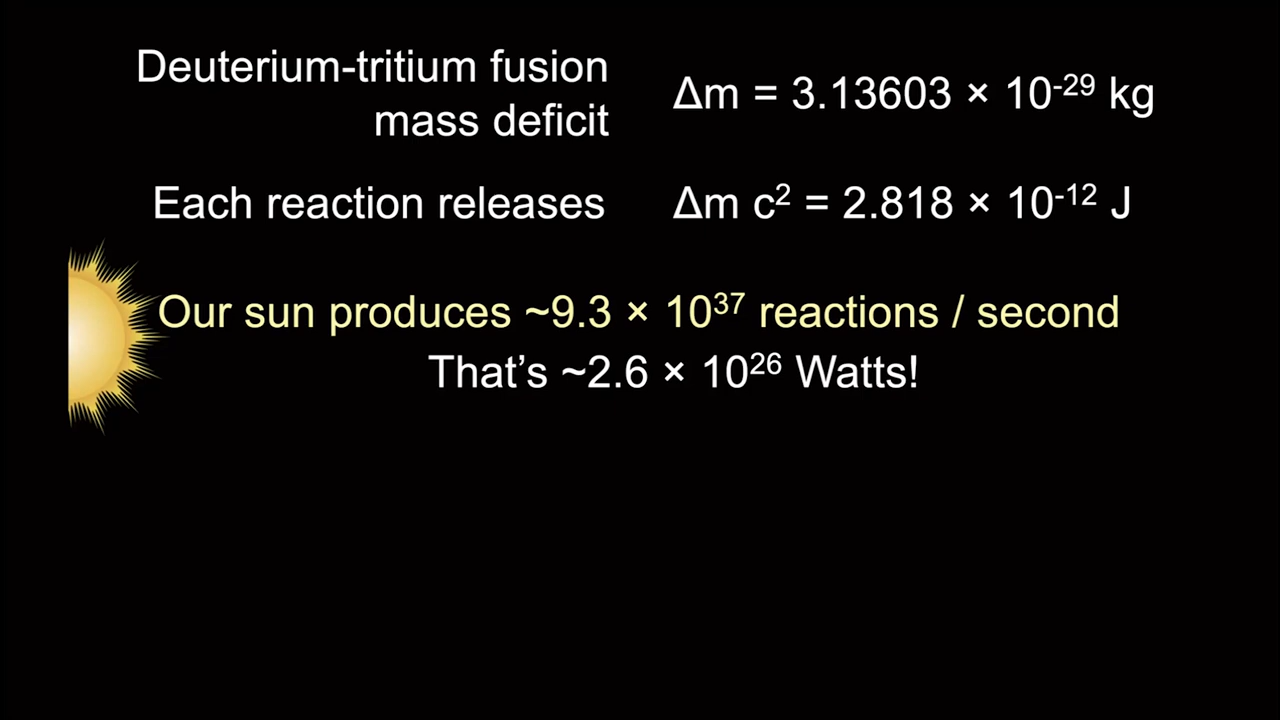 Deuterium-tritium fusion
mass deficit
Δm = 3.13603 × 10⁻²⁹ kg
Each reaction releases
Δm c² = 2.818 × 10⁻¹² J
Our sun produces ~9.3 × 10³⁷ reactions / second
That’s ~2.6 × 10²⁶ Watts!